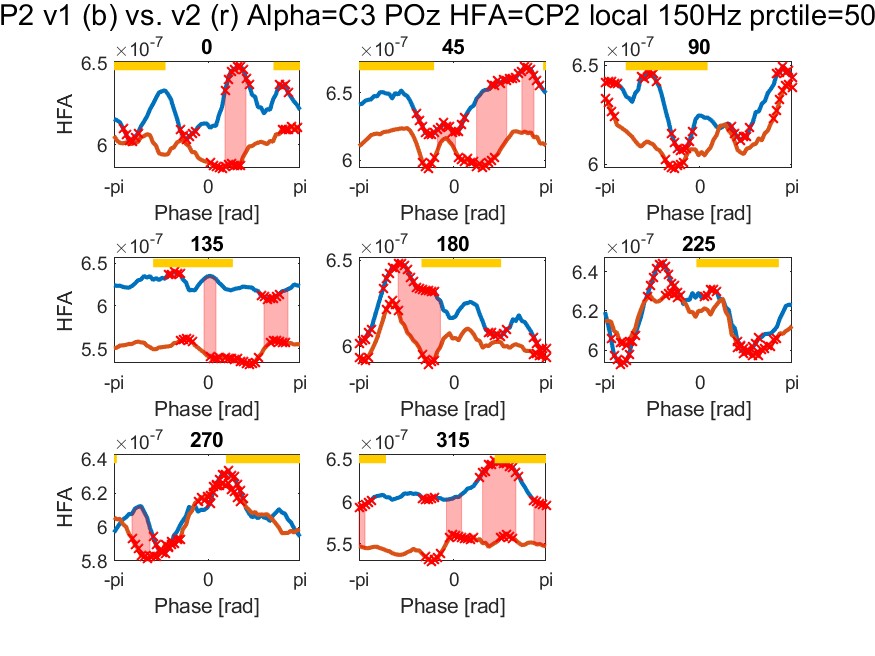 P2 v1 (b) vs. v2 (r) Alpha=C3 POz HFA=CP2 local 150Hz prctile=50
×10⁻⁷ 0 ×10⁻⁷ 45 ×10⁻⁷ 90
6.5 6.5 6.5
HFA
6 6 6
-pi 0 pi -pi 0 pi -pi 0 pi
Phase [rad] Phase [rad] Phase [rad]
×10⁻⁷ 135 ×10⁻⁷ 180 ×10⁻⁷ 225
6.5 6.5 6.4
HFA
6 6.2
5.5 6 6
-pi 0 pi -pi 0 pi -pi 0 pi
Phase [rad] Phase [rad] Phase [rad]
×10⁻⁷ 270 ×10⁻⁷ 315
6.4 6.5
HFA
6.2 6
6 5.5
5.8
-pi 0 pi -pi 0 pi
Phase [rad] Phase [rad]